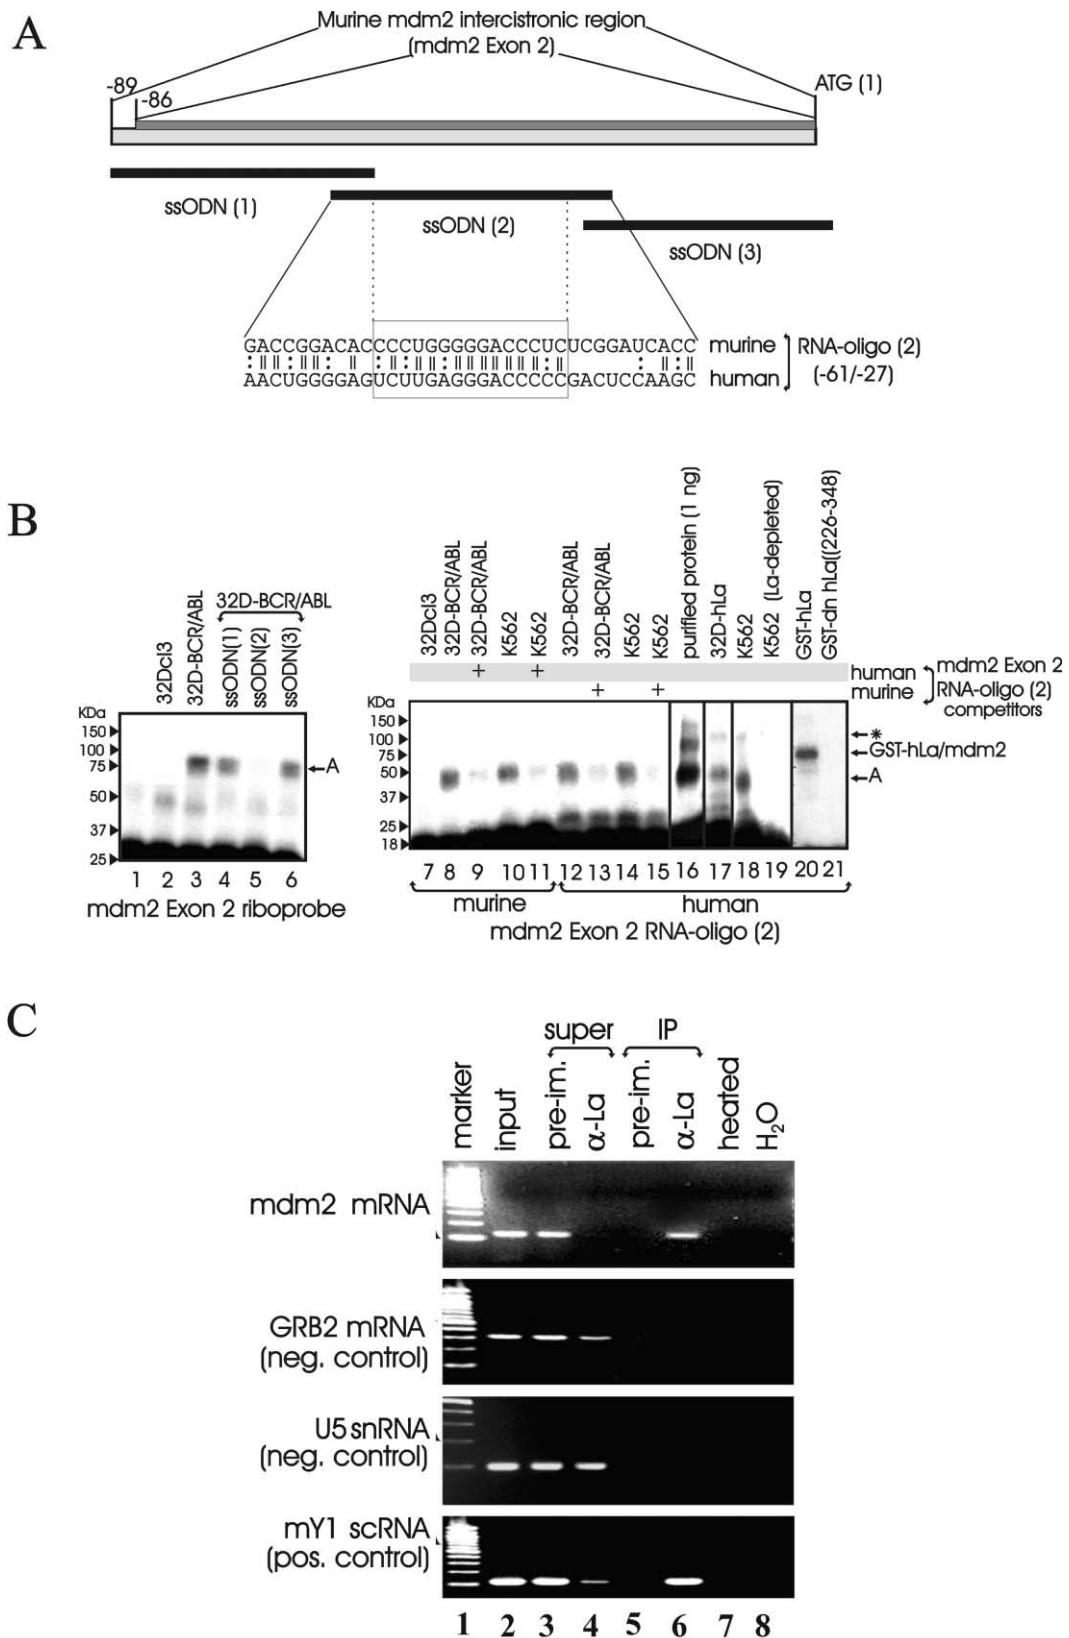 A
Murine mdm2 intercistronic region
(mdm2 Exon 2)
-89
-86
ATG (1)
ssODN (1)
ssODN (2)
ssODN (3)
GACCGGACACCCCUGGGGGACCCUCUCGGAUCACC murine
AACUGGGGAGUCUUGAGGGACCCCCGACUCCAAGC human
RNA-oligo (2)
(-61/-27)
B
32Dcl3
32D-BCR/ABL
32D-BCR/ABL
ssODN(1)
ssODN(2)
ssODN(3)
KDa
150
100
75
50
37
25
A
1 2 3 4 5 6
mdm2 Exon 2 riboprobe
32Dcl3
32D-BCR/ABL
32D-BCR/ABL
K562
K562
32D-BCR/ABL
32D-BCR/ABL
K562
K562
purified protein (1 ng)
32D-hLa
K562
K562 (La-depleted)
GST-hLa
GST-dn hLa((226-348)
+ + human
+ + murine
mdm2 Exon 2
RNA-oligo (2)
competitors
KDa
150
100
75
50
37
25
18
*
GST-hLa/mdm2
A
7 8 9 10 11 12 13 14 15 16 17 18 19 20 21
murine human
mdm2 Exon 2 RNA-oligo (2)
C
super IP
marker
input
pre-im.
α-La
pre-im.
α-La
heated
H2O
mdm2 mRNA
GRB2 mRNA
(neg. control)
U5 snRNA
(neg. control)
mY1 scRNA
(pos. control)
1 2 3 4 5 6 7 8